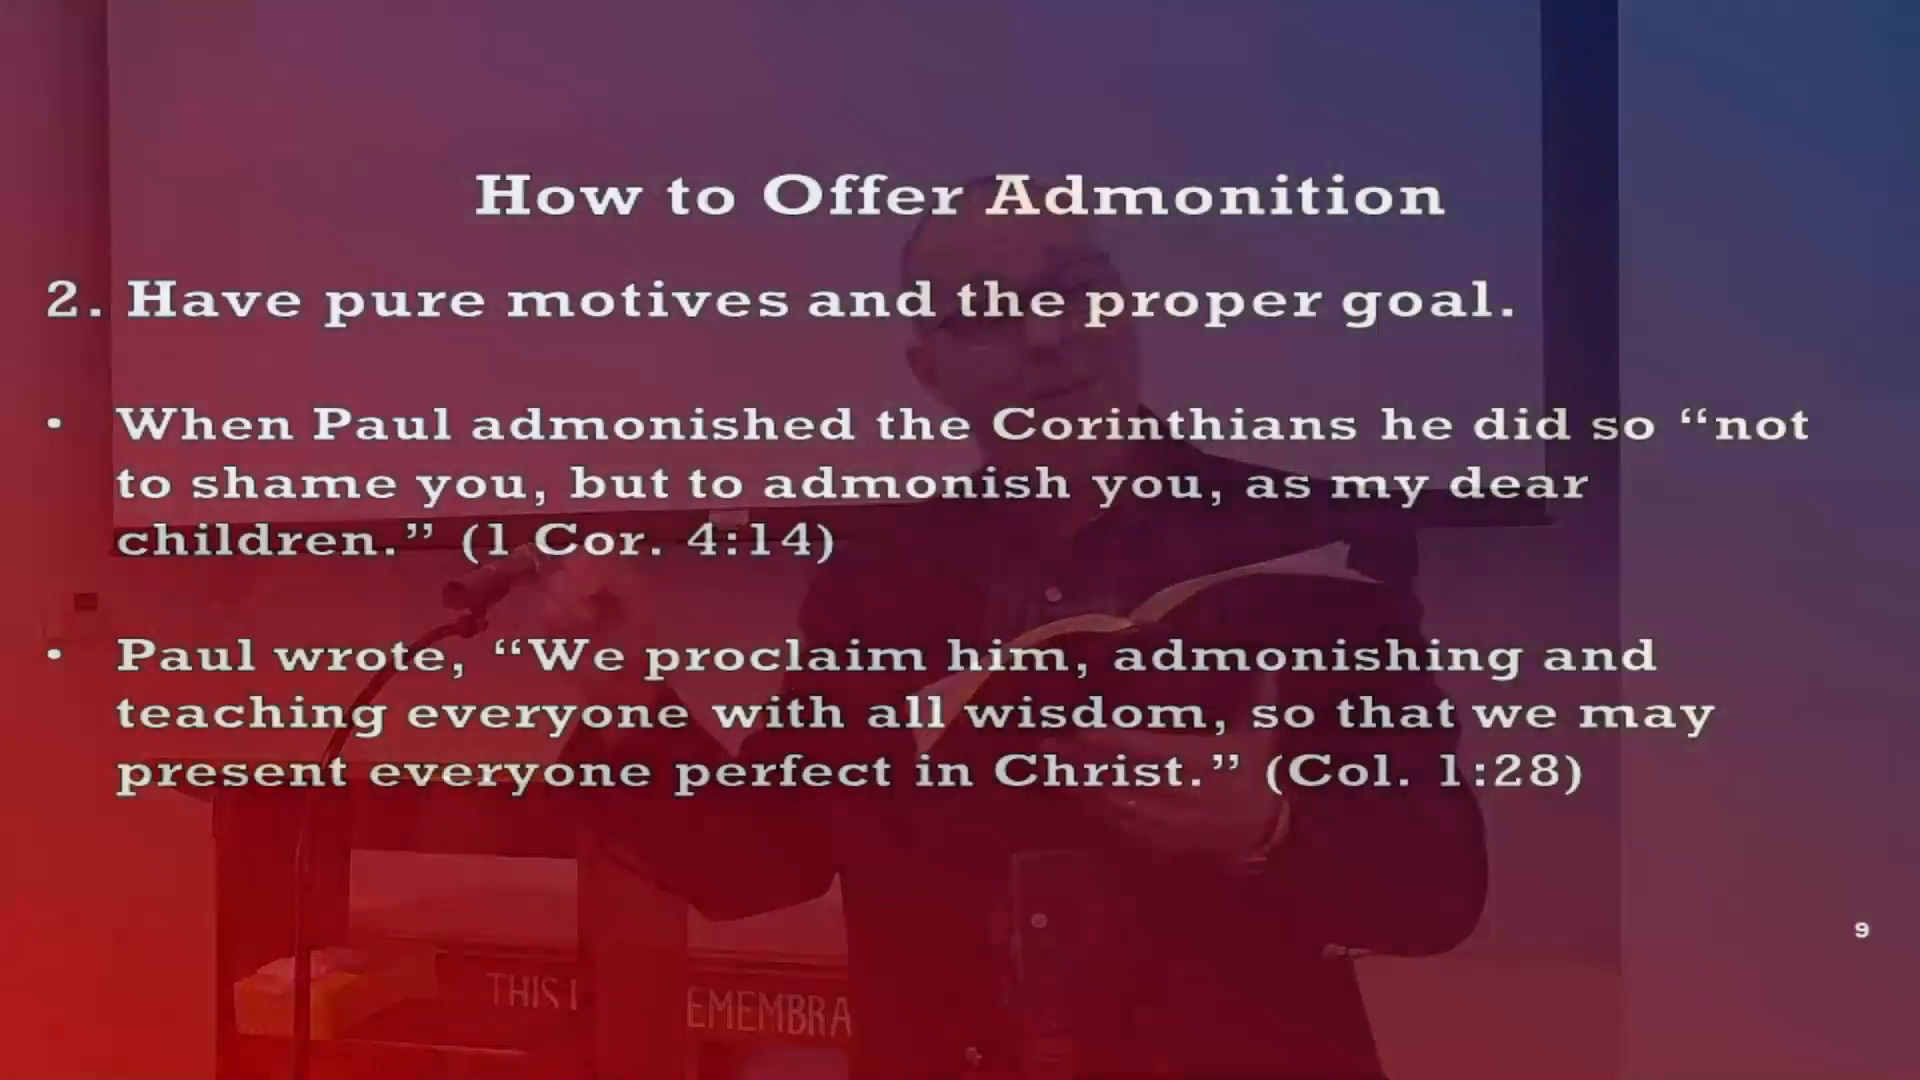 How to Offer Admonition
2. Have pure motives and the proper goal.
• When Paul admonished the Corinthians he did so “not
to shame you, but to admonish you, as my dear
children.” (1 Cor. 4:14)
• Paul wrote, “We proclaim him, admonishing and
teaching everyone with all wisdom, so that we may
present everyone perfect in Christ.” (Col. 1:28)
9
THIS